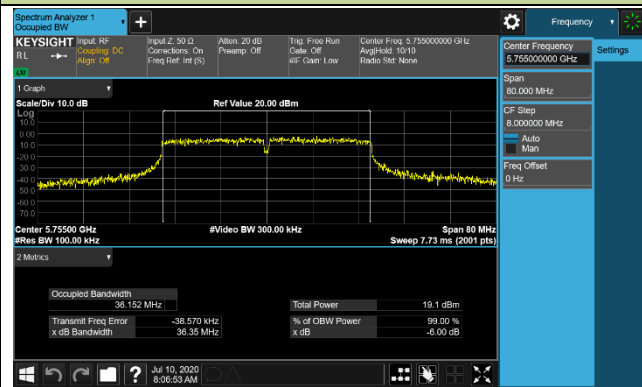 Spectrum Analyzer 1
Occupied BW
Frequency
KEYSIGHT
RL
LM
Input: RF
Coupling: DC
Align: Off
Input Z: 50 Ω
Corrections: On
Freq Ref: Int (S)
Atten: 20 dB
Preamp: Off
Trig: Free Run
Gate: Off
#IF Gain: Low
Center Freq: 5.755000000 GHz
Avg|Hold: 10/10
Radio Std: None
Center Frequency
5.755000000 GHz
Settings
Span
80.000 MHz
CF Step
8.000000 MHz
Auto
Man
Freq Offset
0 Hz
1 Graph
Scale/Div 10.0 dB
Ref Value 20.00 dBm
Log
10.0
0.00
-10.0
-20.0
-30.0
-40.0
-50.0
-60.0
-70.0
Center 5.75500 GHz
#Video BW 300.00 kHz
Span 80 MHz
#Res BW 100.00 kHz
Sweep 7.73 ms (2001 pts)
2 Metrics
Occupied Bandwidth
36.152 MHz
Total Power 19.1 dBm
Transmit Freq Error -38.570 kHz
% of OBW Power 99.00 %
x dB Bandwidth 36.35 MHz
x dB -6.00 dB
Jul 10, 2020
8:06:53 AM